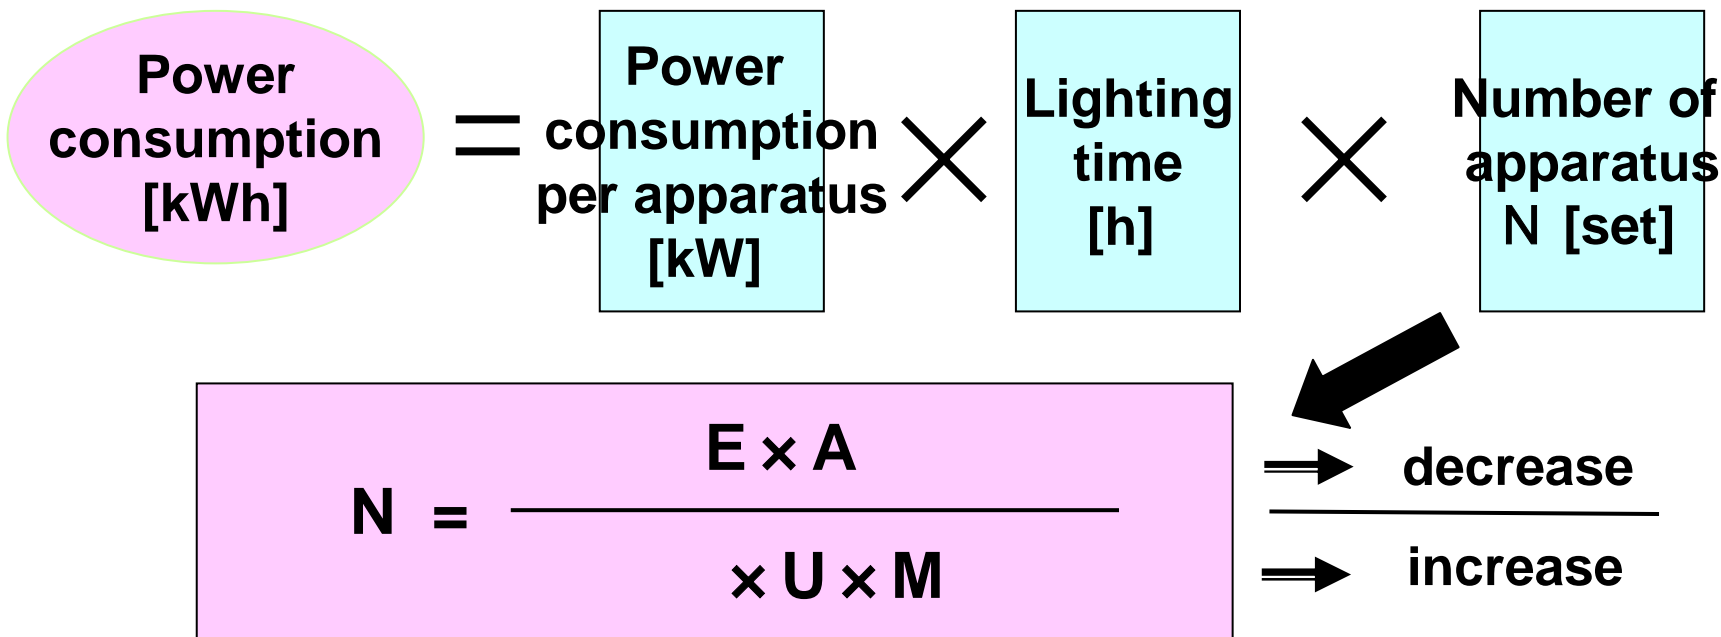 Power
consumption
[kWh]
=
Power
consumption
per apparatus
[kW]
×
Lighting
time
[h]
×
Number of
apparatus
N [set]
E × A
N =
× U × M
decrease
increase